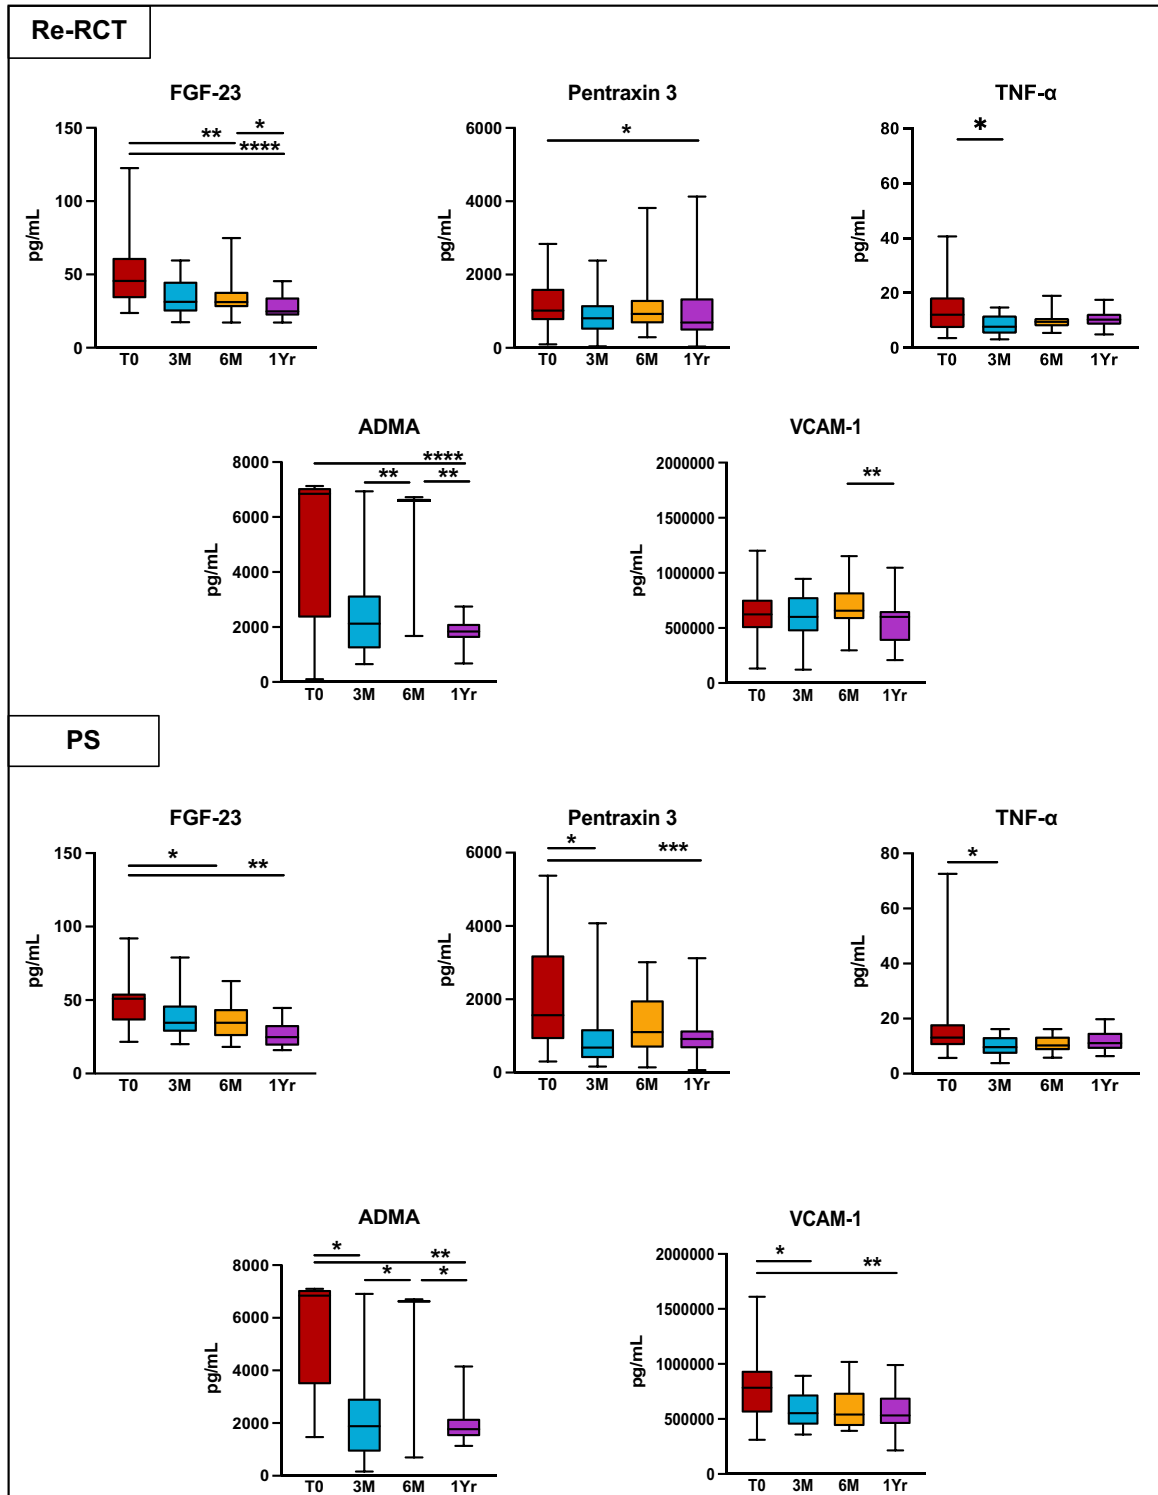 Re-RCT
FGF-23
Pentraxin 3
TNF-α
pg/mL
150
100
50
0
** *
****
T0 3M 6M 1Yr
pg/mL
6000
4000
2000
0
*
T0 3M 6M 1Yr
pg/mL
80
60
40
20
0
*
T0 3M 6M 1Yr
ADMA
VCAM-1
pg/mL
8000
6000
4000
2000
0
****
** **
T0 3M 6M 1Yr
pg/mL
2000000
1500000
1000000
500000
0
**
T0 3M 6M 1Yr
PS
FGF-23
Pentraxin 3
TNF-α
pg/mL
150
100
50
0
* **
T0 3M 6M 1Yr
pg/mL
6000
4000
2000
0
* ***
T0 3M 6M 1Yr
pg/mL
80
60
40
20
0
*
T0 3M 6M 1Yr
ADMA
VCAM-1
pg/mL
8000
6000
4000
2000
0
* **
* *
T0 3M 6M 1Yr
pg/mL
2000000
1500000
1000000
500000
0
* **
T0 3M 6M 1Yr